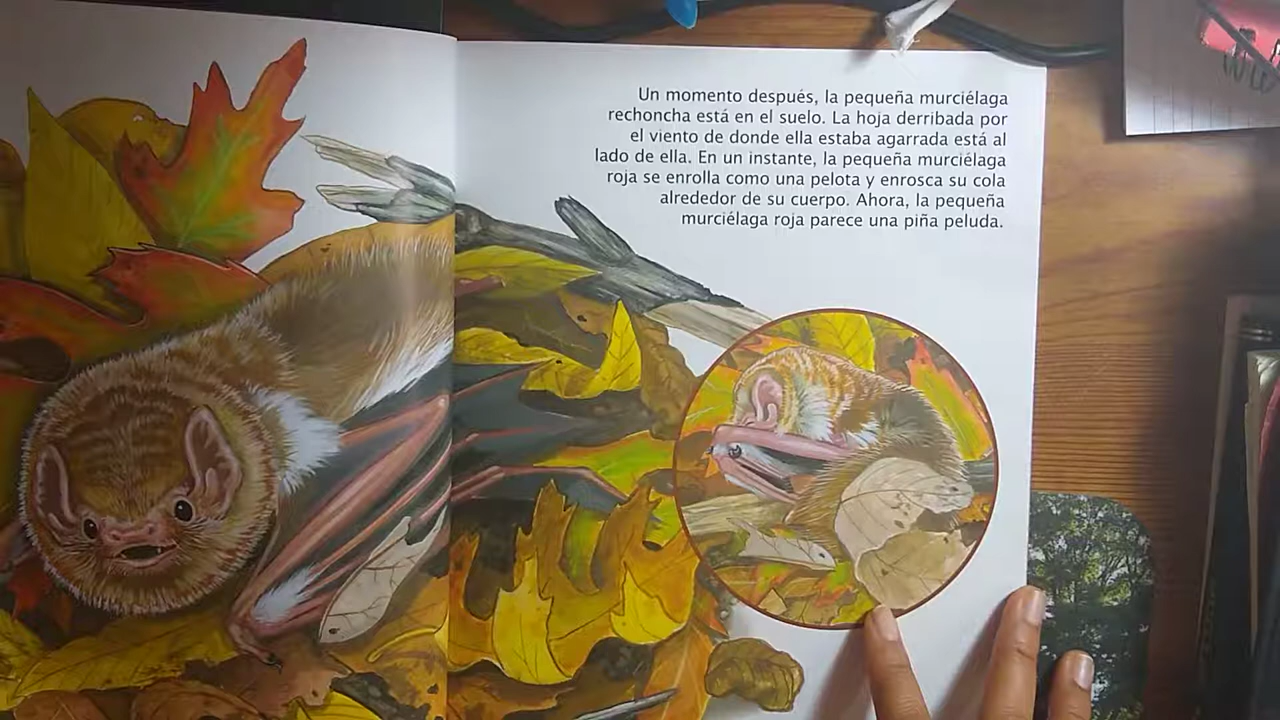 Un momento después, la pequeña murciélaga
rechoncha está en el suelo. La hoja derribada por
el viento de donde ella estaba agarrada está al
lado de ella. En un instante, la pequeña murciélaga
roja se enrolla como una pelota y enrosca su cola
alrededor de su cuerpo. Ahora, la pequeña
murciélaga roja parece una piña peluda.